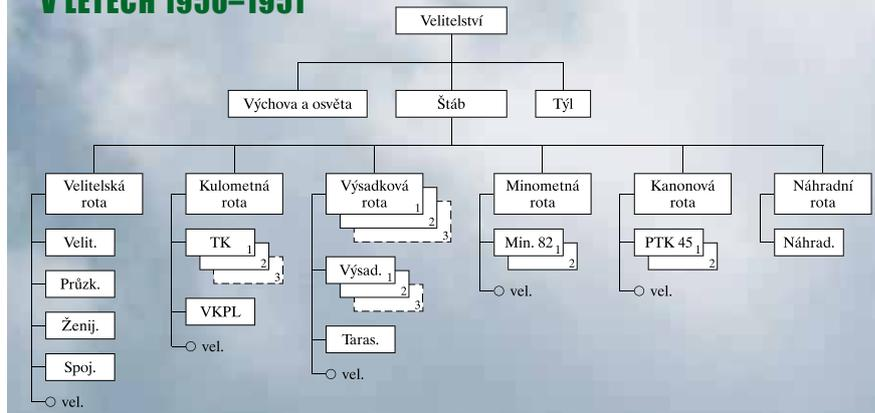 V LETECH 1950–1951
Velitelství
Výchova a osvěta
Štáb
Týl
Velitelská
rota
Velit.
Průzk.
Ženij.
Spoj.
vel.
Kulometná
rota
TK 1
2
3
VKPL
vel.
Výsadková
rota 1
2
3
Výsad. 1
2
3
Taras.
vel.
Minometná
rota
Min. 82 1
2
vel.
Kanonová
rota
PTK 45 1
2
vel.
Náhradní
rota
Náhrad.